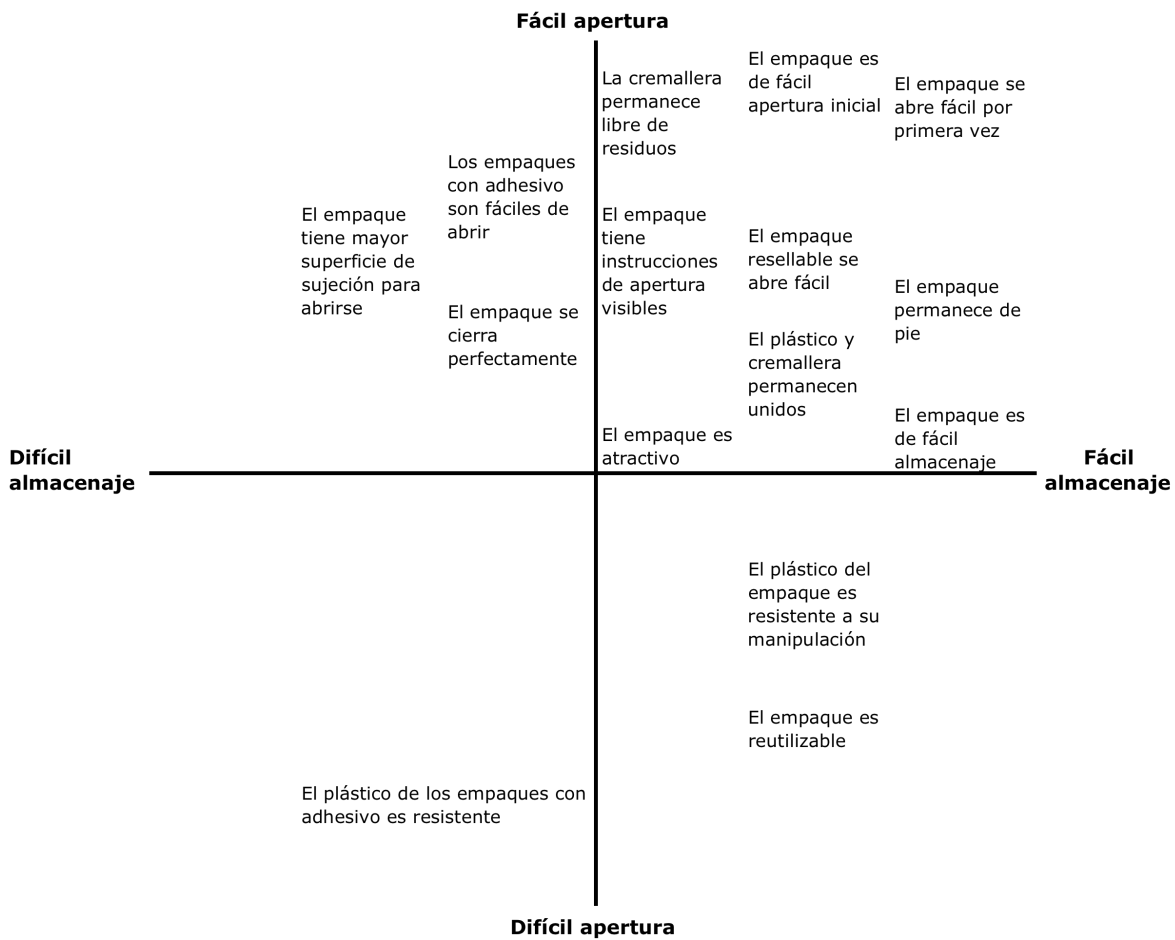 Fácil apertura
La cremallera
permanece
libre de
residuos
El empaque es
de fácil
apertura inicial
El empaque se
abre fácil por
primera vez
Los empaques
con adhesivo
son fáciles de
abrir
El empaque
tiene mayor
superficie de
sujeción para
abrirse
El empaque
tiene
instrucciones
de apertura
visibles
El empaque
resellable se
abre fácil
El empaque
permanece de
pie
El empaque se
cierra
perfectamente
El plástico y
cremallera
permanecen
unidos
El empaque es
atractivo
El empaque es
de fácil
almacenaje
Difícil
almacenaje
Fácil
almacenaje
El plástico del
empaque es
resistente a su
manipulación
El empaque es
reutilizable
El plástico de los empaques con
adhesivo es resistente
Difícil apertura